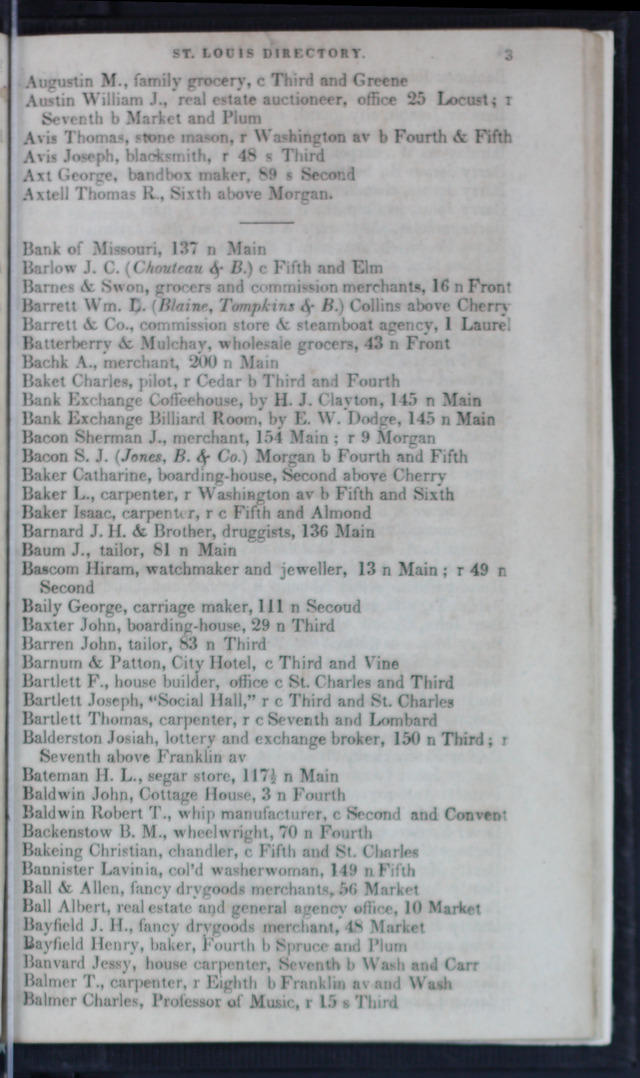 ST. LOUIS DIRECTORY. 3
Augustin M., family grocery, c Third and Greene
Austin William J., real estate auctioneer, office 25 Locust; r
Seventh b Market and Plum
Avis Thomas, stone mason, r Washington av b Fourth & Fifth
Avis Joseph, blacksmith, r 48 s Third
Axt George, bandbox maker, 89 s Second
Axtell Thomas R., Sixth above Morgan.
Bank of Missouri, 137 n Main
Barlow J. C. (Chouteau & B.) c Fifth and Elm
Barnes & Swon, grocers and commission merchants, 16 n Front
Barrett Wm. D. (Blaine, Tompkins & B.) Collins above Cherry
Barrett & Co., commission store & steamboat agency, 1 Laurel
Batterberry & Mulchay, wholesale grocers, 43 n Front
Bachk A., merchant, 200 n Main
Baket Charles, pilot, r Cedar b Third and Fourth
Bank Exchange Coffeehouse, by H. J. Clayton, 145 n Main
Bank Exchange Billiard Room, by E. W. Dodge, 145 n Main
Bacon Sherman J., merchant, 154 Main; r 9 Morgan
Bacon S. J. (Jones, B. & Co.) Morgan b Fourth and Fifth
Baker Catharine, boarding-house, Second above Cherry
Baker L., carpenter, r Washington av b Fifth and Sixth
Baker Isaac, carpenter, r c Fifth and Almond
Barnard J. H. & Brother, druggists, 136 Main
Baum J., tailor, 81 n Main
Bascom Hiram, watchmaker and jeweller, 13 n Main; r 49 n
Second
Baily George, carriage maker, 111 n Secoud
Baxter John, boarding-house, 29 n Third
Barren John, tailor, 83 n Third
Barnum & Patton, City Hotel, c Third and Vine
Bartlett F., house builder, office c St. Charles and Third
Bartlett Joseph, "Social Hall," r c Third and St. Charles
Bartlett Thomas, carpenter, r c Seventh and Lombard
Balderston Josiah, lottery and exchange broker, 150 n Third; r
Seventh above Franklin av
Bateman H. L., segar store, 117½ n Main
Baldwin John, Cottage House, 3 n Fourth
Baldwin Robert T., whip manufacturer, c Second and Convent
Backenstow B. M., wheelwright, 70 n Fourth
Bakeing Christian, chandler, c Fifth and St. Charles
Bannister Lavinia, col'd washerwoman, 149 n Fifth
Ball & Allen, fancy drygoods merchants, 56 Market
Ball Albert, real estate and general agency office, 10 Market
Bayfield J. H., fancy drygoods merchant, 48 Market
Bayfield Henry, baker, Fourth b Spruce and Plum
Banvard Jessy, house carpenter, Seventh b Wash and Carr
Balmer T., carpenter, r Eighth b Franklin av and Wash
Balmer Charles, Professor of Music, r 15 s Third